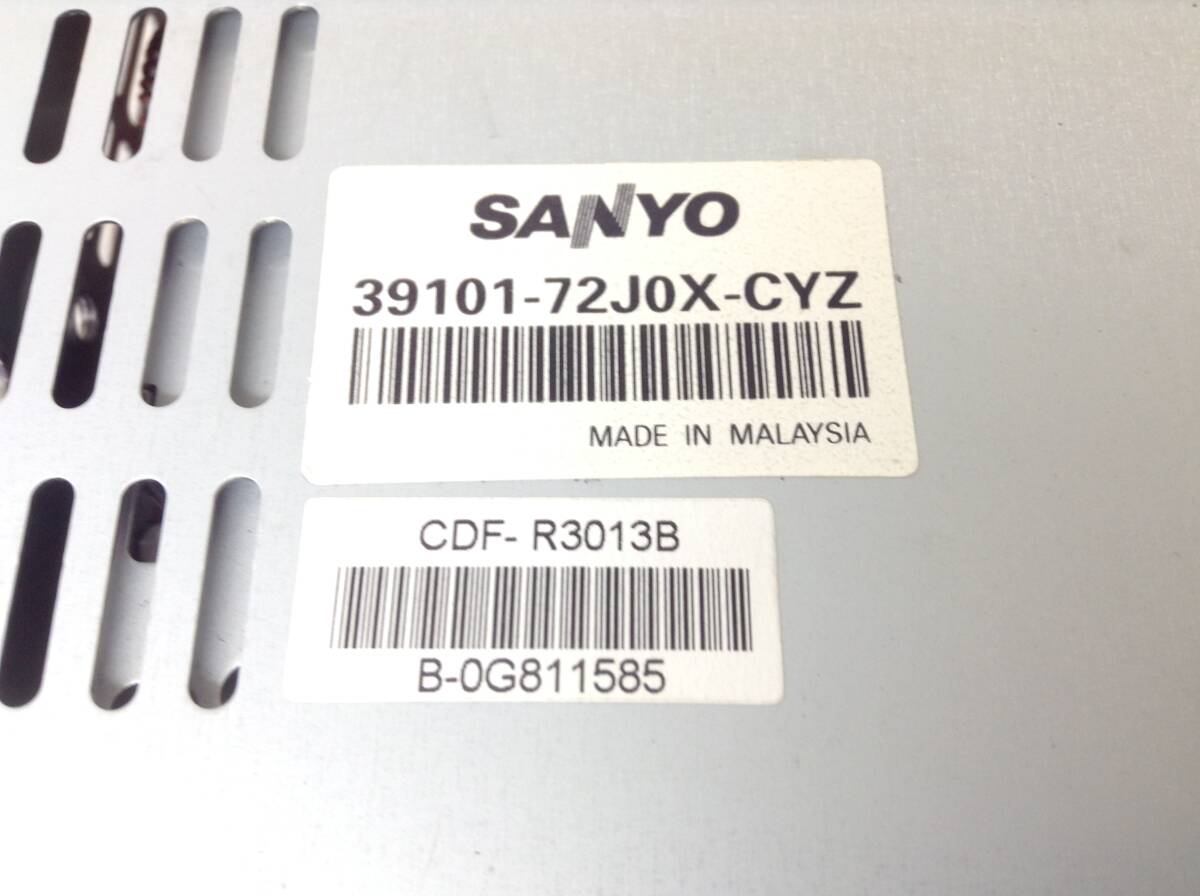 SANYO
39101-72J0X-CYZ
MADE IN MALAYSIA
CDF- R3013B
B-0G811585